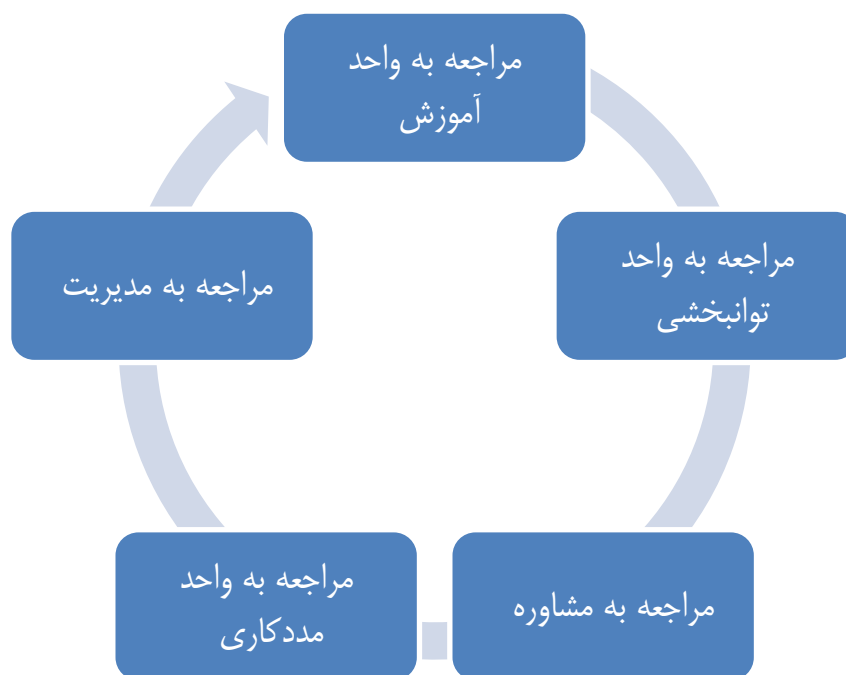 مراجعه به واحد
آموزش
مراجعه به واحد
توانبخشی
مراجعه به مشاوره
مراجعه به واحد
مددکاری
مراجعه به مدیریت